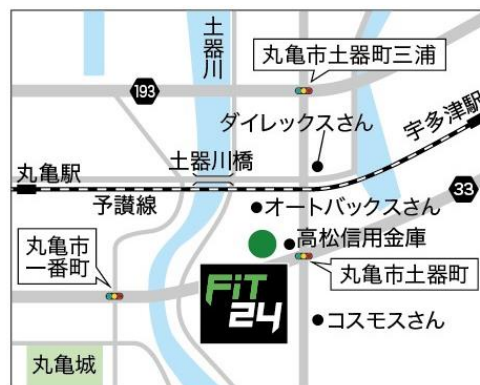 土器川
193
丸亀市土器町三浦
ダイレックスさん
宇多津駅
土器川橋
丸亀駅
33
予讃線
オートバックスさん
高松信用金庫
丸亀市
一番町
丸亀市土器町
FiT
24
コスモスさん
丸亀城